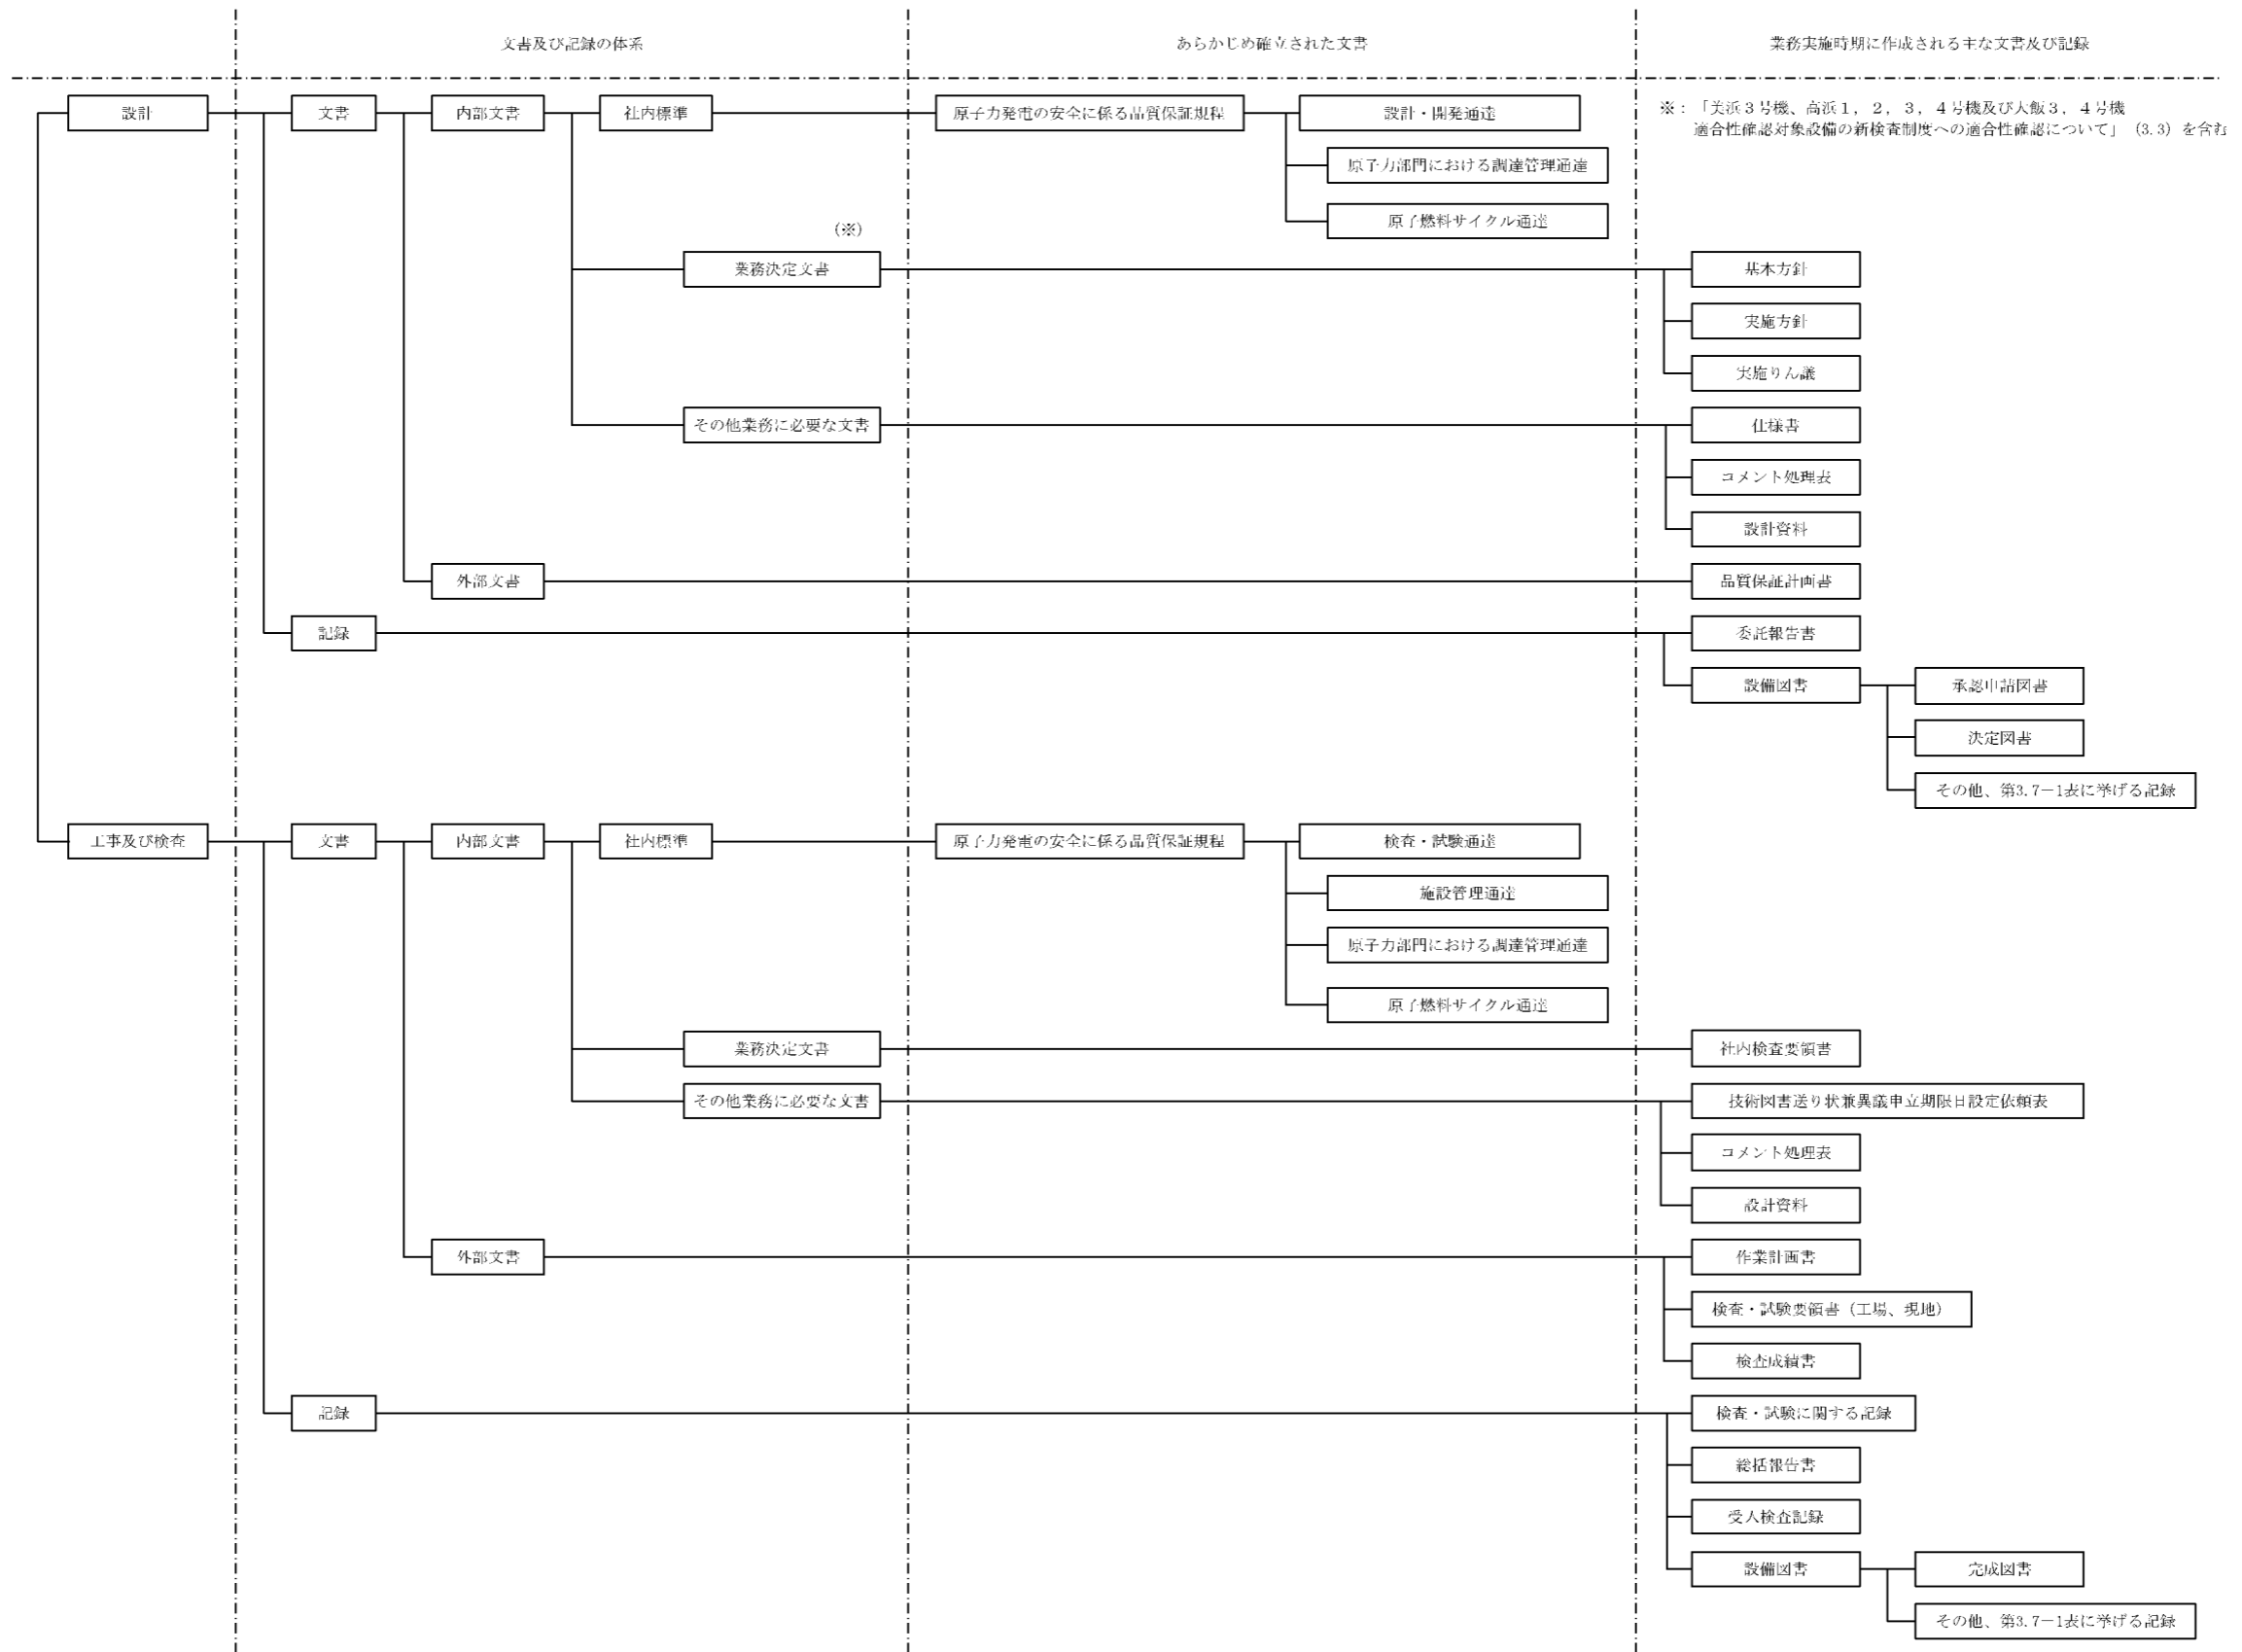 文書及び記録の体系
あらかじめ確立された文書
業務実施時期に作成される主な文書及び記録
設計
文書
内部文書
社内標準
原子力発電の安全に係る品質保証規程
設計・開発通達
※：「美浜３号機、高浜１，２，３，４号機及び大飯３，４号機
適合性確認対象設備の新検査制度への適合性確認について」（3.3）を含む
原子力部門における調達管理通達
原子燃料サイクル通達
（※）
業務決定文書
基本方針
実施方針
実施りん議
その他業務に必要な文書
仕様書
コメント処理表
設計資料
外部文書
品質保証計画書
記録
委託報告書
設備図書
承認申請図書
決定図書
その他、第3.7－1表に挙げる記録
工事及び検査
文書
内部文書
社内標準
原子力発電の安全に係る品質保証規程
検査・試験通達
施設管理通達
原子力部門における調達管理通達
原子燃料サイクル通達
業務決定文書
社内検査要領書
その他業務に必要な文書
技術図書送り状兼異議申立期限日設定依頼表
コメント処理表
設計資料
外部文書
作業計画書
検査・試験要領書（工場、現地）
検査成績書
記録
検査・試験に関する記録
総括報告書
受入検査記録
設備図書
完成図書
その他、第3.7－1表に挙げる記録